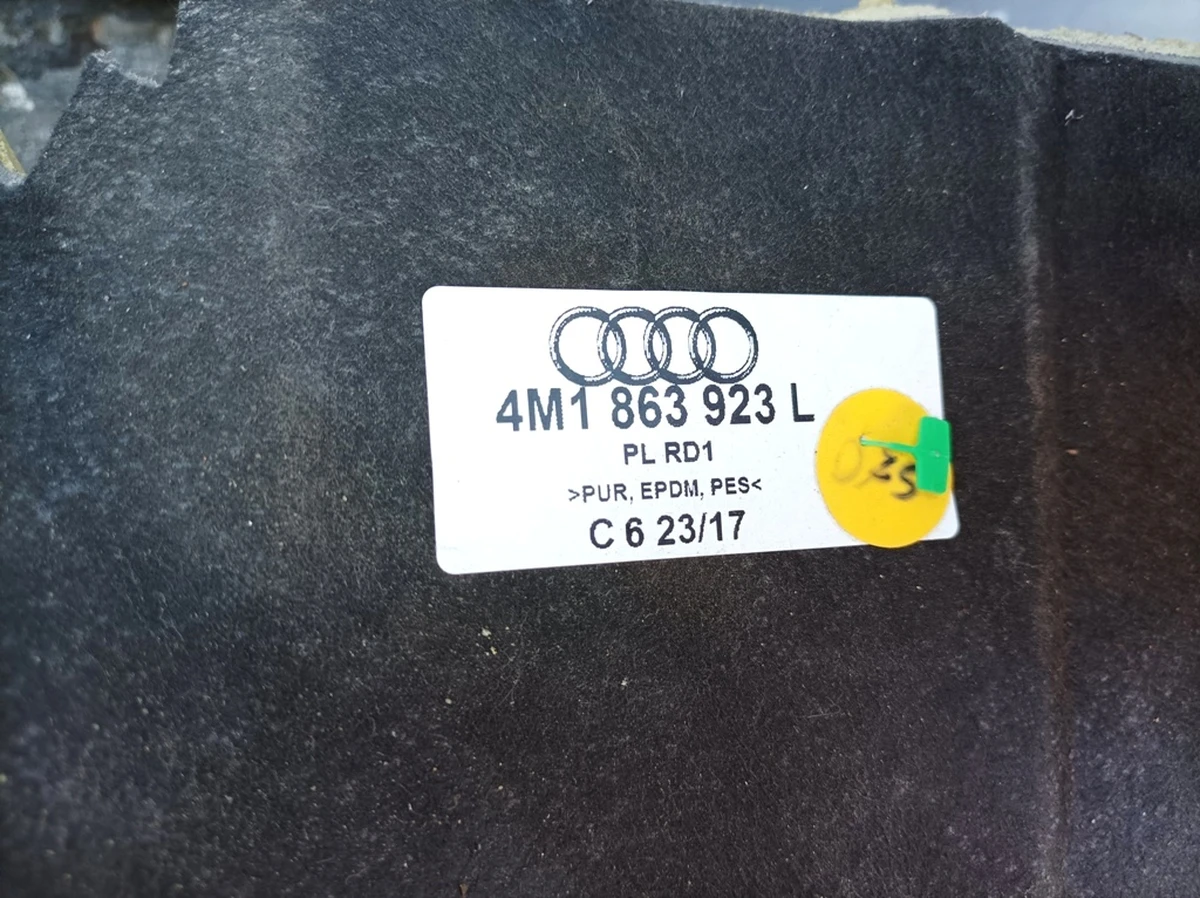 4M1 863 923 L
PL RD1
>PUR, EPDM, PES<
C 6 23/17